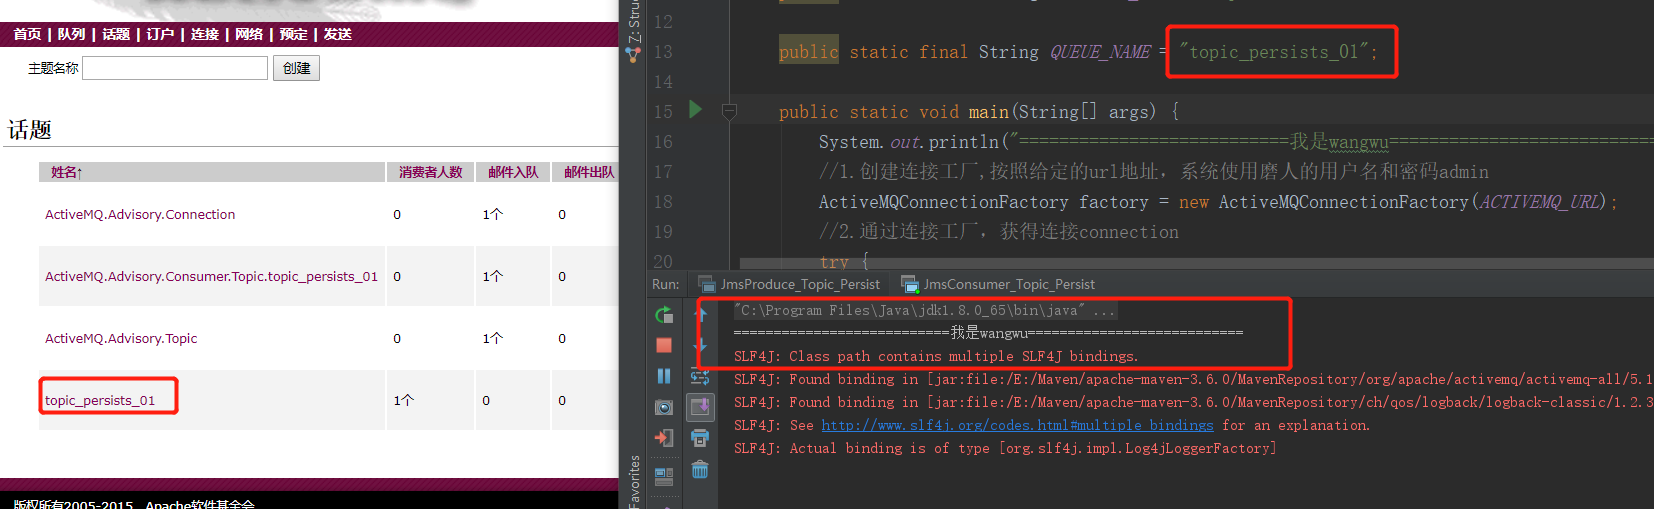 首页 | 队列 | 话题 | 订户 | 连接 | 网络 | 预定 | 发送
主题名称 创建
话题
姓名↑ 消费者人数 邮件入队 邮件出队
ActiveMQ.Advisory.Connection 0 1个 0
ActiveMQ.Advisory.Consumer.Topic.topic_persists_01 0 1个 0
ActiveMQ.Advisory.Topic 0 1个 0
topic_persists_01 1个 0 0
版权所有2005-2015，Apache软件基金会
12
13 public static final String QUEUE_NAME = "topic_persists_01";
14
15 public static void main(String[] args) {
16 System.out.println("===========================我是wangwu===========================
17 //1.创建连接工厂,按照给定的url地址，系统使用磨人的用户名和密码admin
18 ActiveMQConnectionFactory factory = new ActiveMQConnectionFactory(ACTIVEMQ_URL);
19 //2.通过连接工厂，获得连接connection
20 try {
Run: JmsProduce_Topic_Persist JmsConsumer_Topic_Persist
"C:\Program Files\Java\jdk1.8.0_65\bin\java" ...
===========================我是wangwu===========================
SLF4J: Class path contains multiple SLF4J bindings.
SLF4J: Found binding in [jar:file:/E:/Maven/apache-maven-3.6.0/MavenRepository/org/apache/activemq/activemq-all/5.1
SLF4J: Found binding in [jar:file:/E:/Maven/apache-maven-3.6.0/MavenRepository/ch/qos/logback/logback-classic/1.2.3
SLF4J: See http://www.slf4j.org/codes.html#multiple_bindings for an explanation.
SLF4J: Actual binding is of type [org.slf4j.impl.Log4jLoggerFactory]
Z: Stru
Favorites